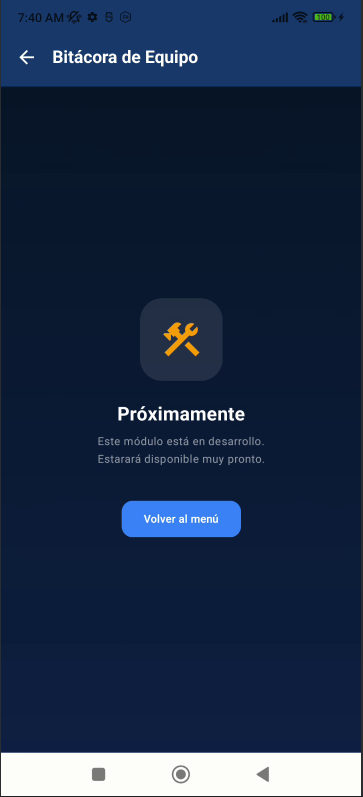 7:40 AM
100
Bitácora de Equipo
Próximamente
Este módulo está en desarrollo.
Estarará disponible muy pronto.
Volver al menú